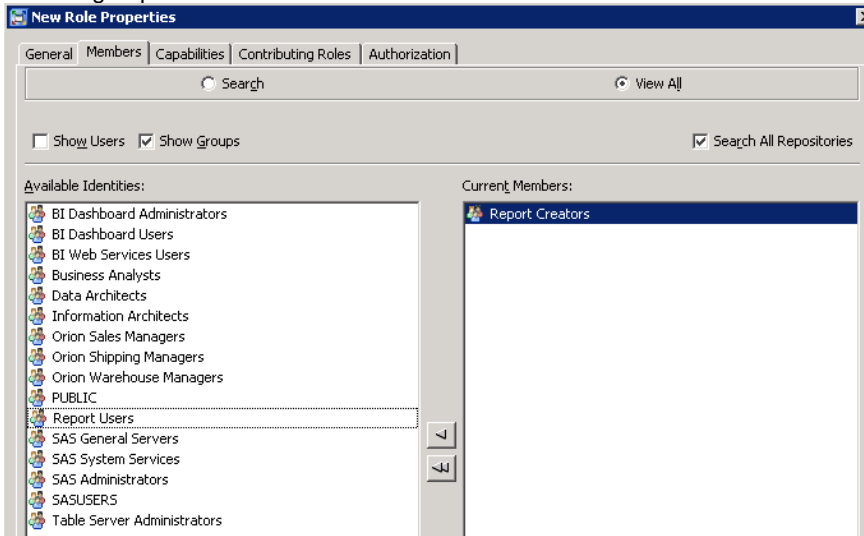 New Role Properties
General Members Capabilities Contributing Roles Authorization
Search View All
Show Users Show Groups Search All Repositories
Available Identities: Current Members:
BI Dashboard Administrators Report Creators
BI Dashboard Users
BI Web Services Users
Business Analysts
Data Architects
Information Architects
Orion Sales Managers
Orion Shipping Managers
Orion Warehouse Managers
PUBLIC
Report Users
SAS General Servers
SAS System Services
SAS Administrators
SASUSERS
Table Server Administrators